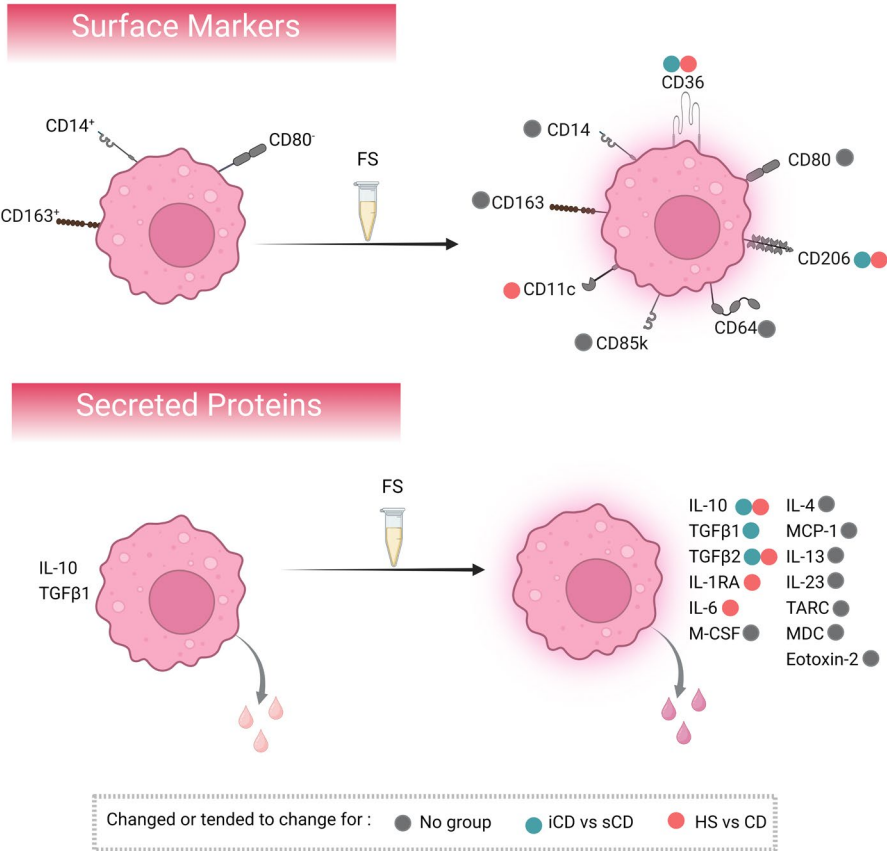 Surface Markers
CD14⁺
CD80⁻
CD163⁺
FS
CD36
CD14
CD80
CD163
CD206
CD11c
CD64
CD85k
Secreted Proteins
IL-10
TGFβ1
FS
IL-10
TGFβ1
TGFβ2
IL-1RA
IL-6
M-CSF
IL-4
MCP-1
IL-13
IL-23
TARC
MDC
Eotoxin-2
Changed or tended to change for : No group iCD vs sCD HS vs CD